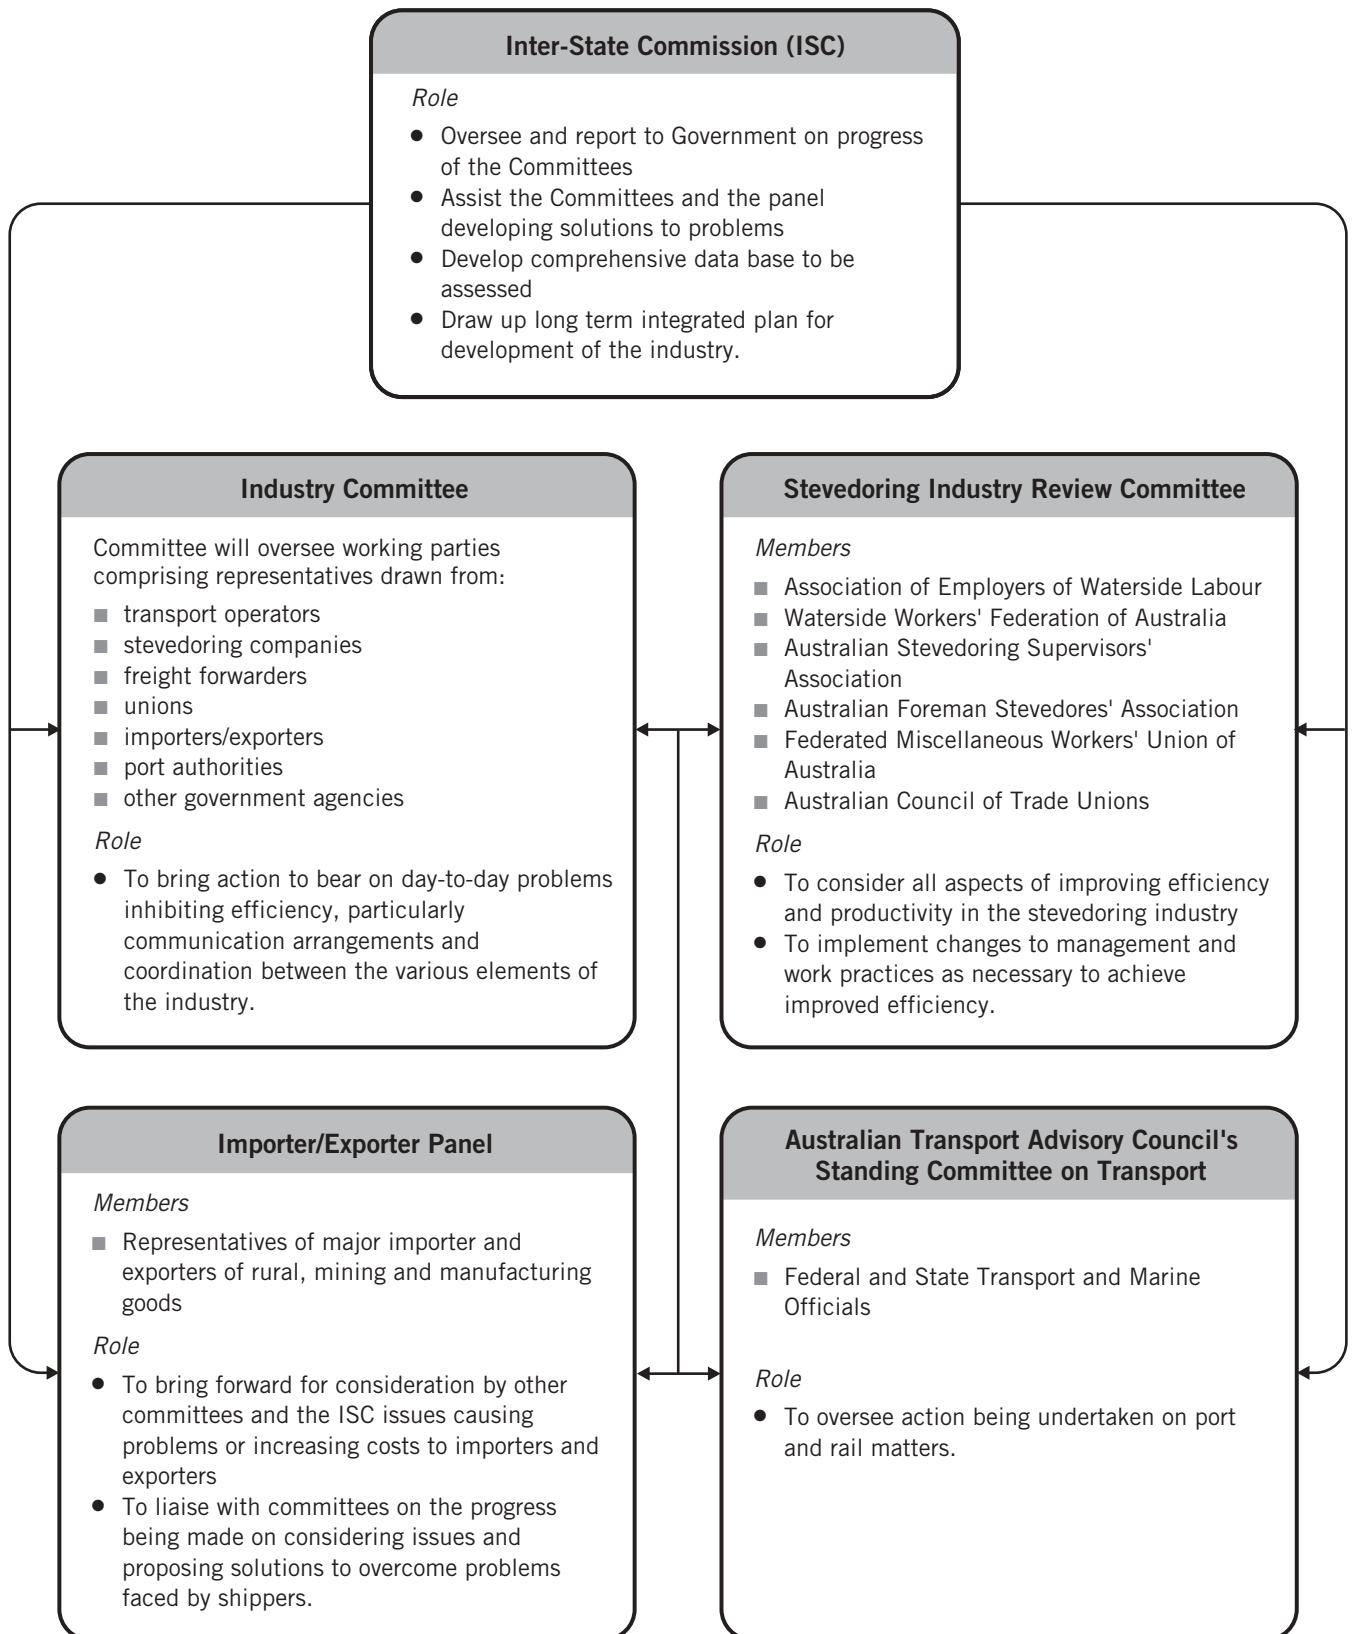 Inter-State Commission (ISC)
Role
● Oversee and report to Government on progress
of the Committees
● Assist the Committees and the panel
developing solutions to problems
● Develop comprehensive data base to be
assessed
● Draw up long term integrated plan for
development of the industry.
Industry Committee
Committee will oversee working parties
comprising representatives drawn from:
■ transport operators
■ stevedoring companies
■ freight forwarders
■ unions
■ importers/exporters
■ port authorities
■ other government agencies
Role
● To bring action to bear on day-to-day problems
inhibiting efficiency, particularly
communication arrangements and
coordination between the various elements of
the industry.
Stevedoring Industry Review Committee
Members
■ Association of Employers of Waterside Labour
■ Waterside Workers' Federation of Australia
■ Australian Stevedoring Supervisors'
Association
■ Australian Foreman Stevedores' Association
■ Federated Miscellaneous Workers' Union of
Australia
■ Australian Council of Trade Unions
Role
● To consider all aspects of improving efficiency
and productivity in the stevedoring industry
● To implement changes to management and
work practices as necessary to achieve
improved efficiency.
Importer/Exporter Panel
Members
■ Representatives of major importer and
exporters of rural, mining and manufacturing
goods
Role
● To bring forward for consideration by other
committees and the ISC issues causing
problems or increasing costs to importers and
exporters
● To liaise with committees on the progress
being made on considering issues and
proposing solutions to overcome problems
faced by shippers.
Australian Transport Advisory Council's
Standing Committee on Transport
Members
■ Federal and State Transport and Marine
Officials
Role
● To oversee action being undertaken on port
and rail matters.